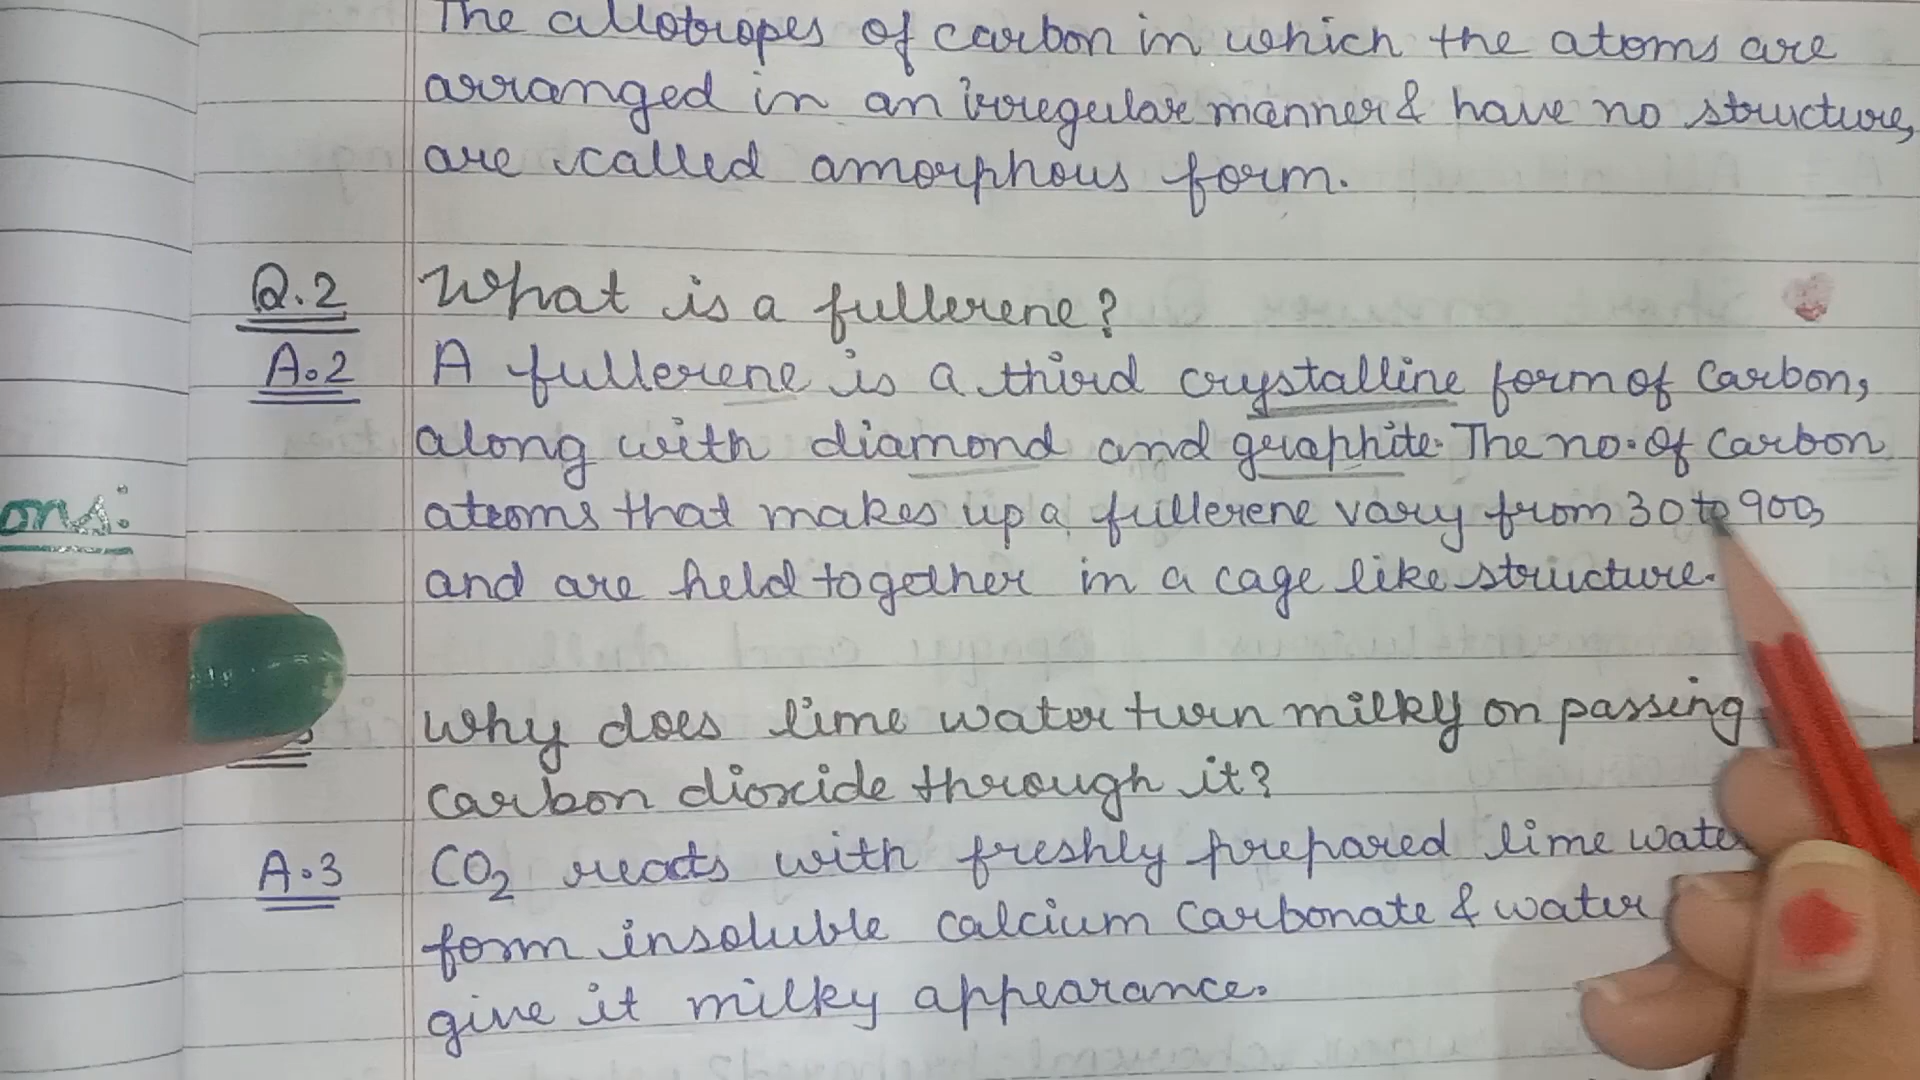 The allotropes of carbon in which the atoms are
arranged in an irregular manner & have no structure,
are called amorphous form.
Q.2 What is a fullerene?
A.2 A fullerene is a third crystalline form of carbon,
along with diamond and graphite. The no. of carbon
ons:
atoms that makes up a fullerene vary from 30 to 900,
and are held together in a cage like structure.
Why does lime water turn milky on passing
carbon dioxide through it?
A.3 CO2 reacts with freshly prepared lime water
form insoluble calcium carbonate & water
give it milky appearance.